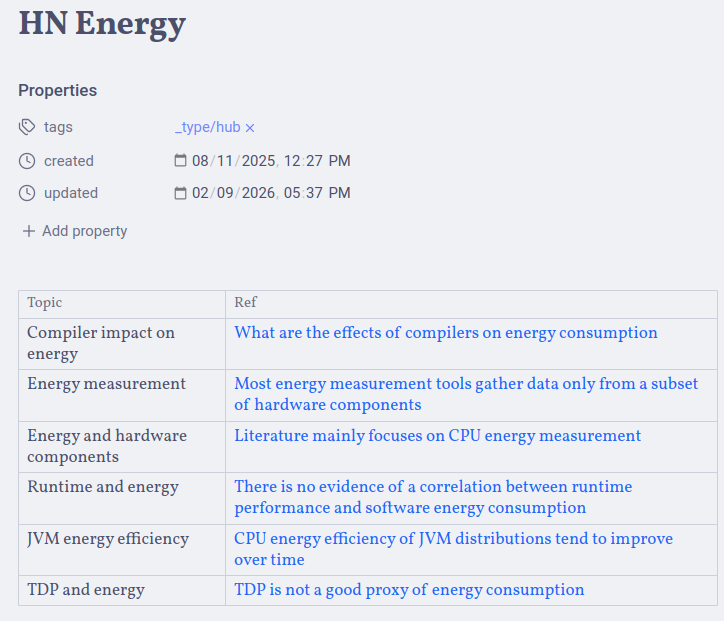 HN Energy
Properties
tags
_type/hub ×
created
08/11/2025, 12:27 PM
updated
02/09/2026, 05:37 PM
+ Add property
Topic
Ref
Compiler impact on
energy
What are the effects of compilers on energy consumption
Energy measurement
Most energy measurement tools gather data only from a subset
of hardware components
Energy and hardware
components
Literature mainly focuses on CPU energy measurement
Runtime and energy
There is no evidence of a correlation between runtime
performance and software energy consumption
JVM energy efficiency
CPU energy efficiency of JVM distributions tend to improve
over time
TDP and energy
TDP is not a good proxy of energy consumption